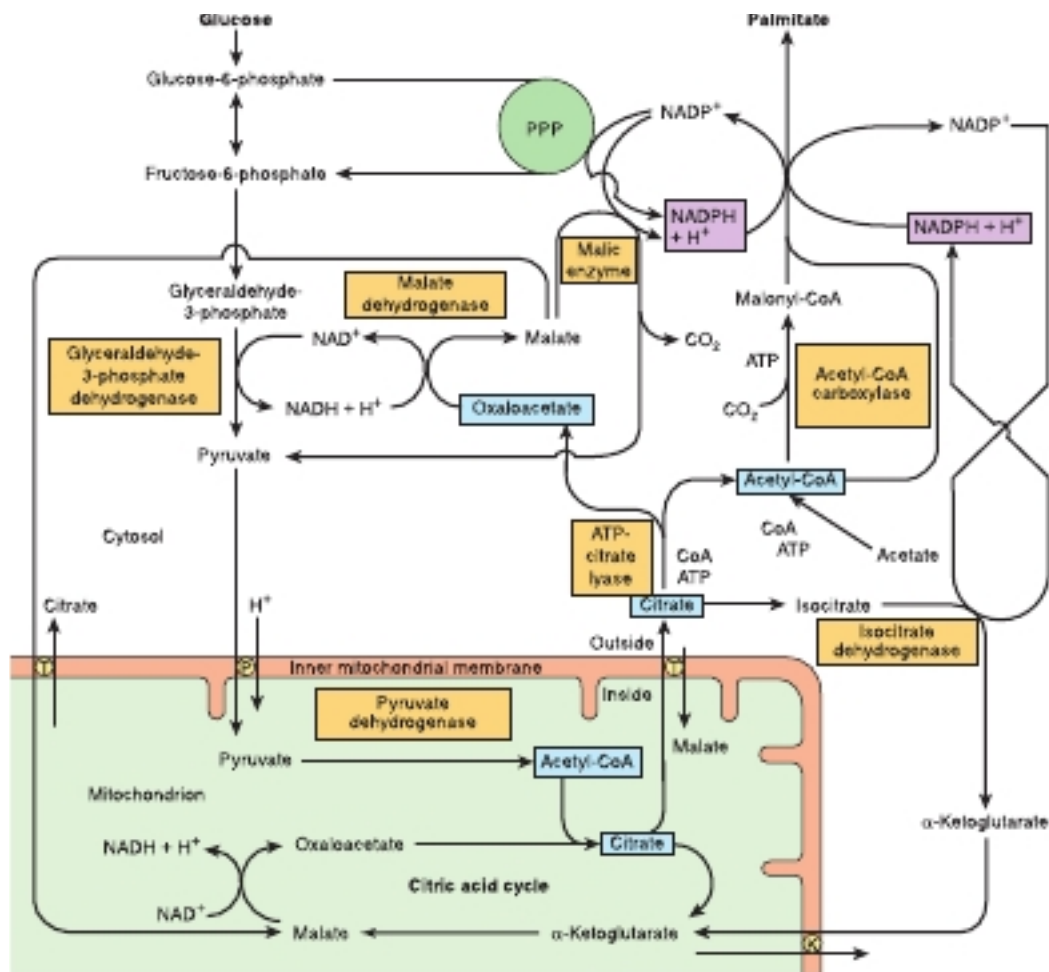 Glucose
Palmitate
Glucose-6-phosphate
PPP
NADP+
NADP+
Fructose-6-phosphate
NADPH
+ H+
NADPH + H+
Malic
enzyme
Malate
dehydrogenase
Glyceraldehyde-
3-phosphate
Malonyl-CoA
Glyceraldehyde-
3-phosphate
dehydrogenase
NAD+
Malate
CO2
ATP
Acetyl-CoA
carboxylase
NADH + H+
Oxaloacetate
CO2
Pyruvate
Acetyl-CoA
Cytosol
ATP-
citrate
lyase
CoA
ATP
CoA
ATP
Acetate
Citrate
H+
Citrate
Isocitrate
Outside
Isocitrate
dehydrogenase
T
P
Inner mitochondrial membrane
T
Inside
Pyruvate
dehydrogenase
Pyruvate
Acetyl-CoA
Malate
Mitochondrion
α-Ketoglutarate
NADH + H+
Oxaloacetate
Citrate
Citric acid cycle
NAD+
Malate
α-Ketoglutarate
K